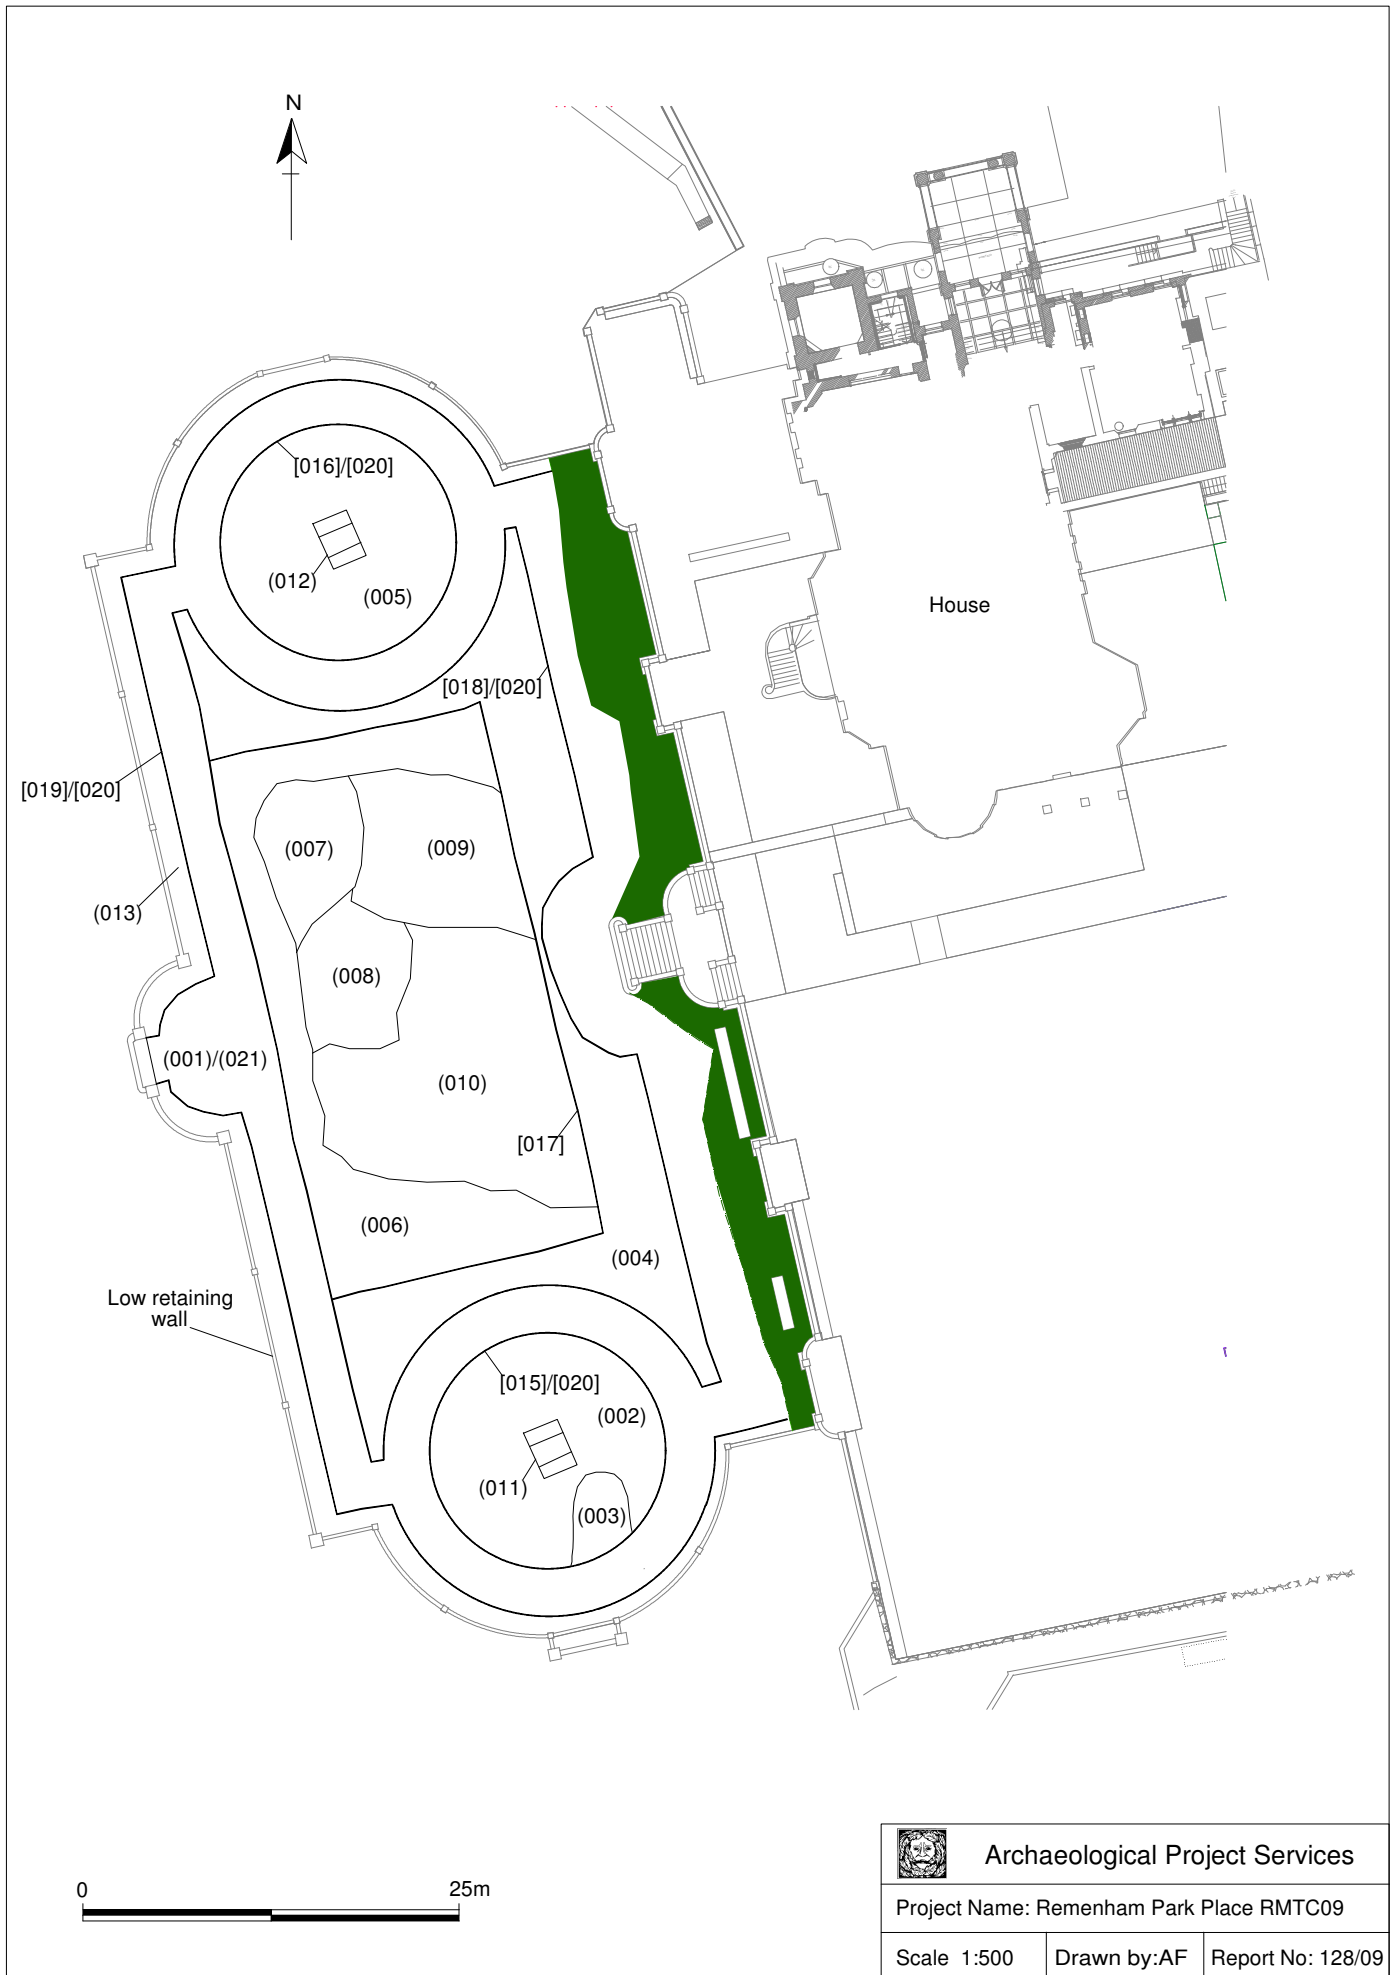 N
[016]/[020]
(012)
(005)
House
[018]/[020]
[019]/[020]
(007)
(009)
(013)
(008)
(001)/(021)
(010)
[017]
(006)
(004)
Low retaining
wall
[015]/[020]
(002)
(011)
(003)
0
25m
Archaeological Project Services
Project Name: Remenham Park Place RMTC09
Scale 1:500
Drawn by:AF
Report No: 128/09